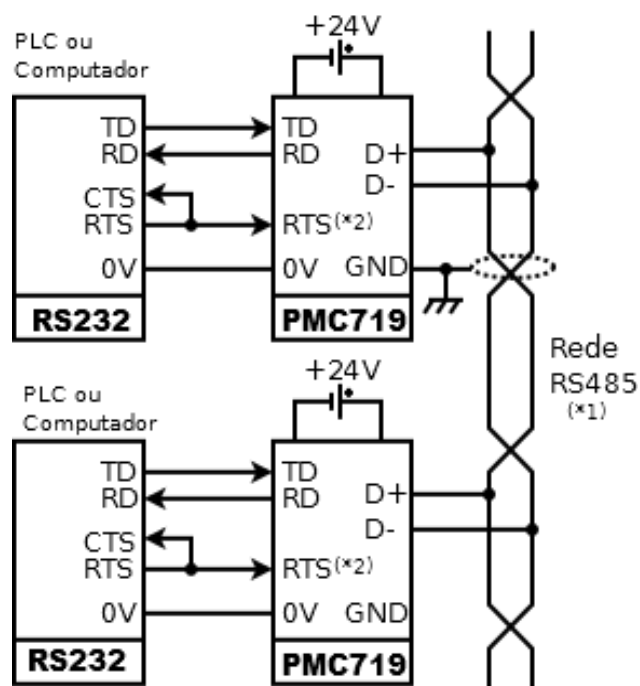 +24V
PLC ou
Computador
TD
RD
CTS
RTS
0V
RS232
TD
RD
RTS(*2)
0V
D+
D-
GND
PMC719
Rede
RS485
(*1)
+24V
PLC ou
Computador
TD
RD
CTS
RTS
0V
RS232
TD
RD
RTS(*2)
0V
D+
D-
GND
PMC719